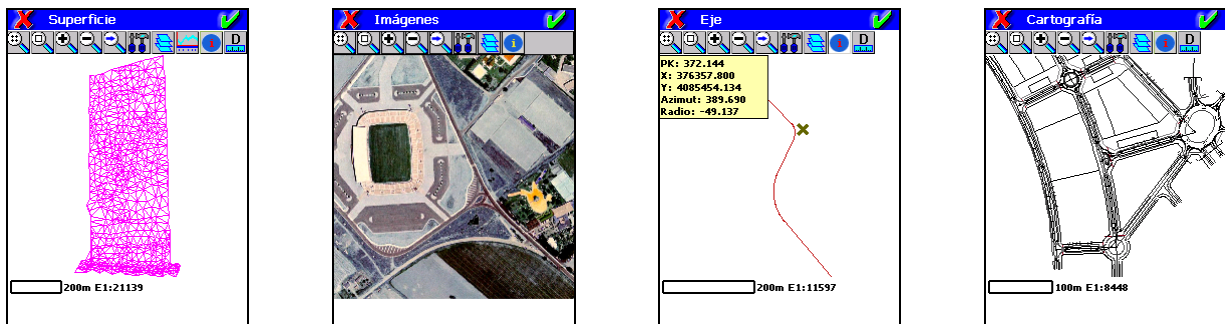 Superficie
D
200m E1:21139
Imágenes
Eje
D
PK: 372.144
X: 376357.800
Y: 4085454.134
Azimut: 389.690
Radio: -49.137
200m E1:11597
Cartografía
D
100m E1:8448